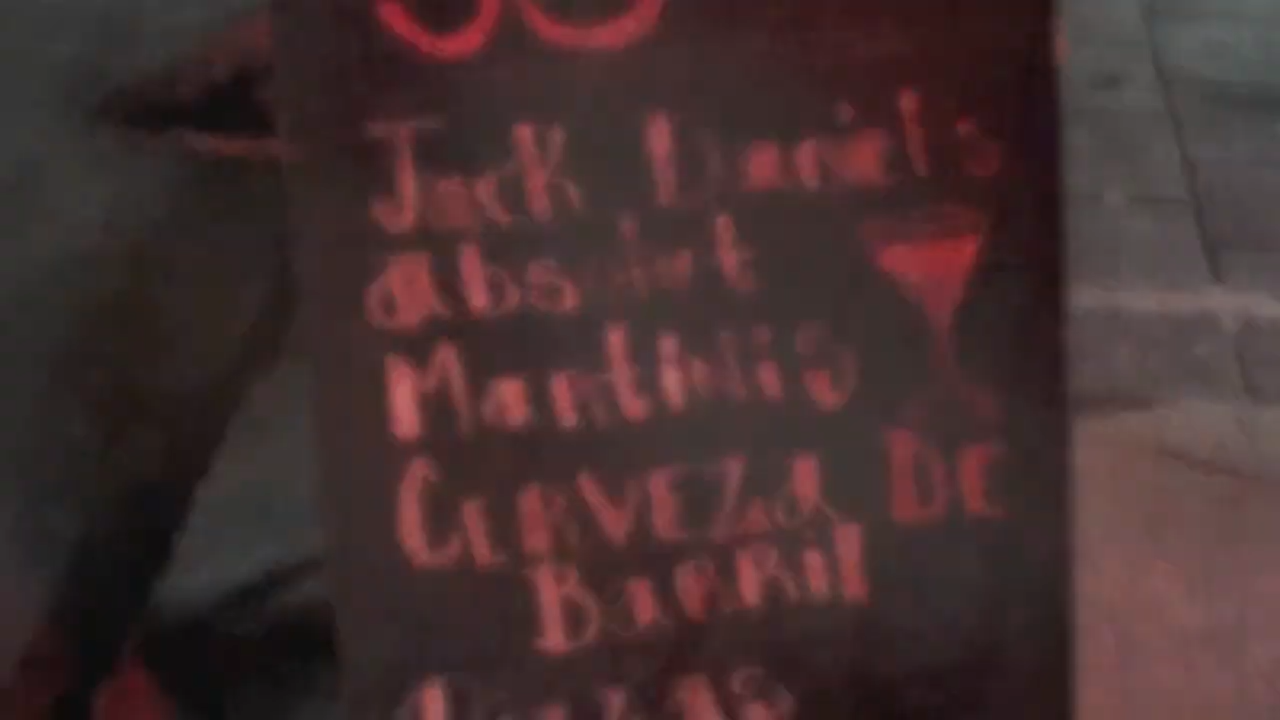 Jack Daniel's
absolut
Martinis
CERVEZA DE
BARRil